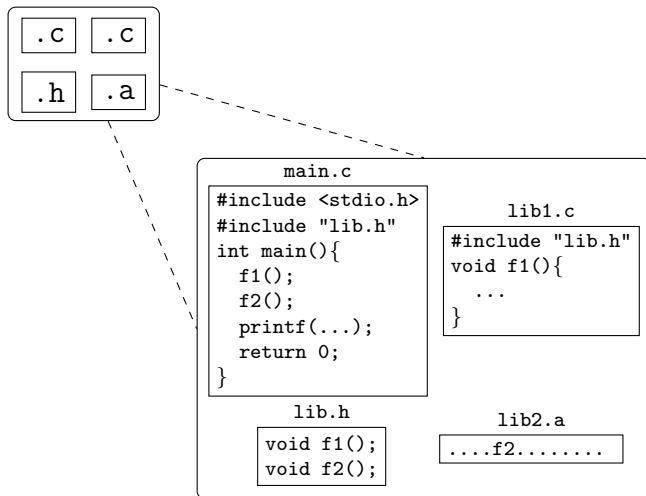 .c .c
.h .a
main.c
#include <stdio.h>
#include "lib.h"
int main(){
  f1();
  f2();
  printf(...);
  return 0;
}
lib1.c
#include "lib.h"
void f1(){
  ...
}
lib.h
void f1();
void f2();
lib2.a
....f2........